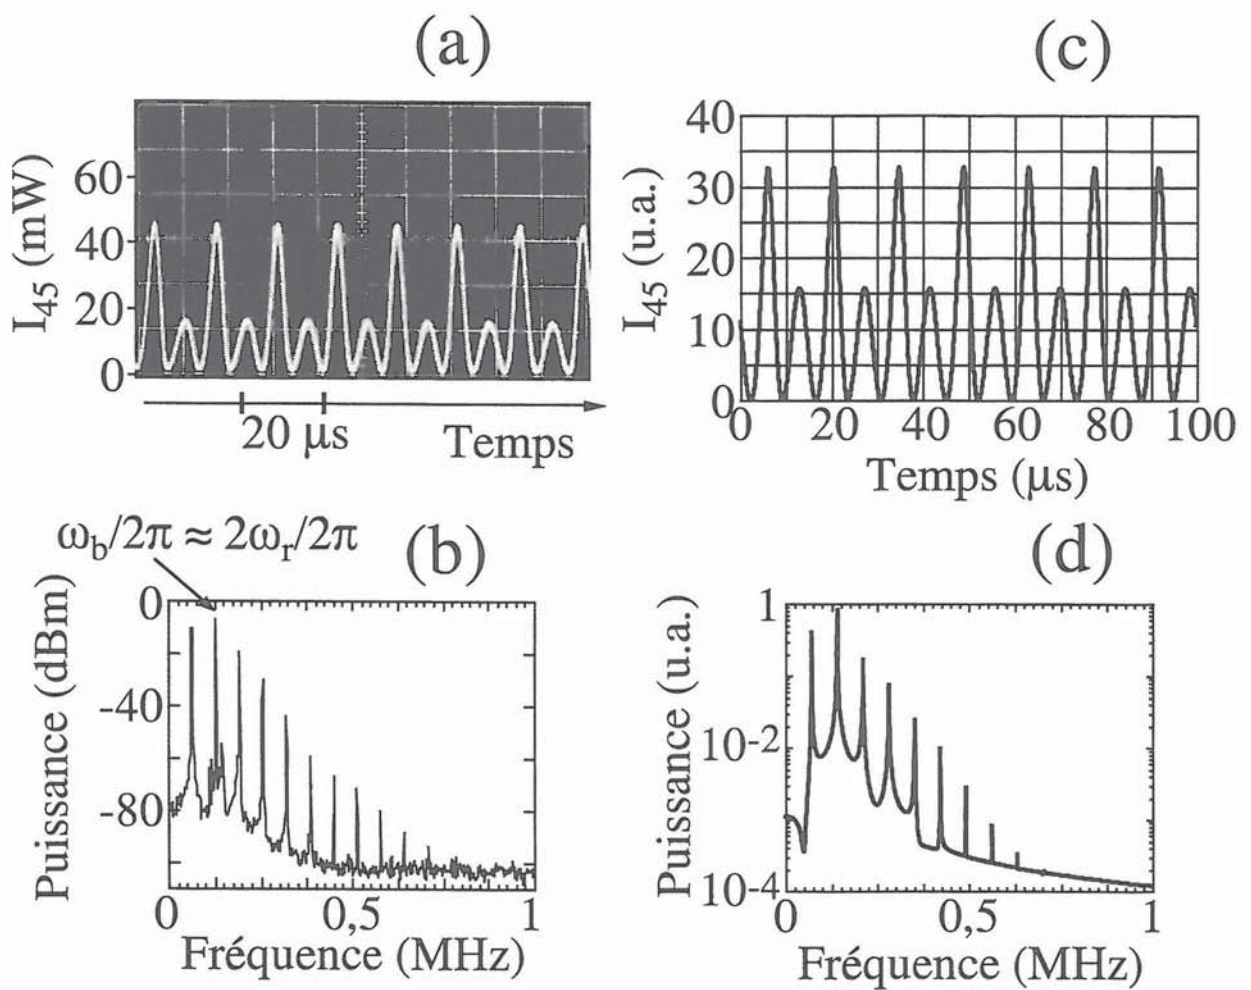 (a)
I₄₅ (mW)
60
40
20
0
20 μs
Temps
(c)
I₄₅ (u.a.)
40
30
20
10
0
0 20 40 60 80 100
Temps (μs)
ω_b/2π ≈ 2ω_r/2π
(b)
Puissance (dBm)
0
-40
-80
0 0,5 1
Fréquence (MHz)
(d)
Puissance (u.a.)
1
10⁻²
10⁻⁴
0 0,5 1
Fréquence (MHz)